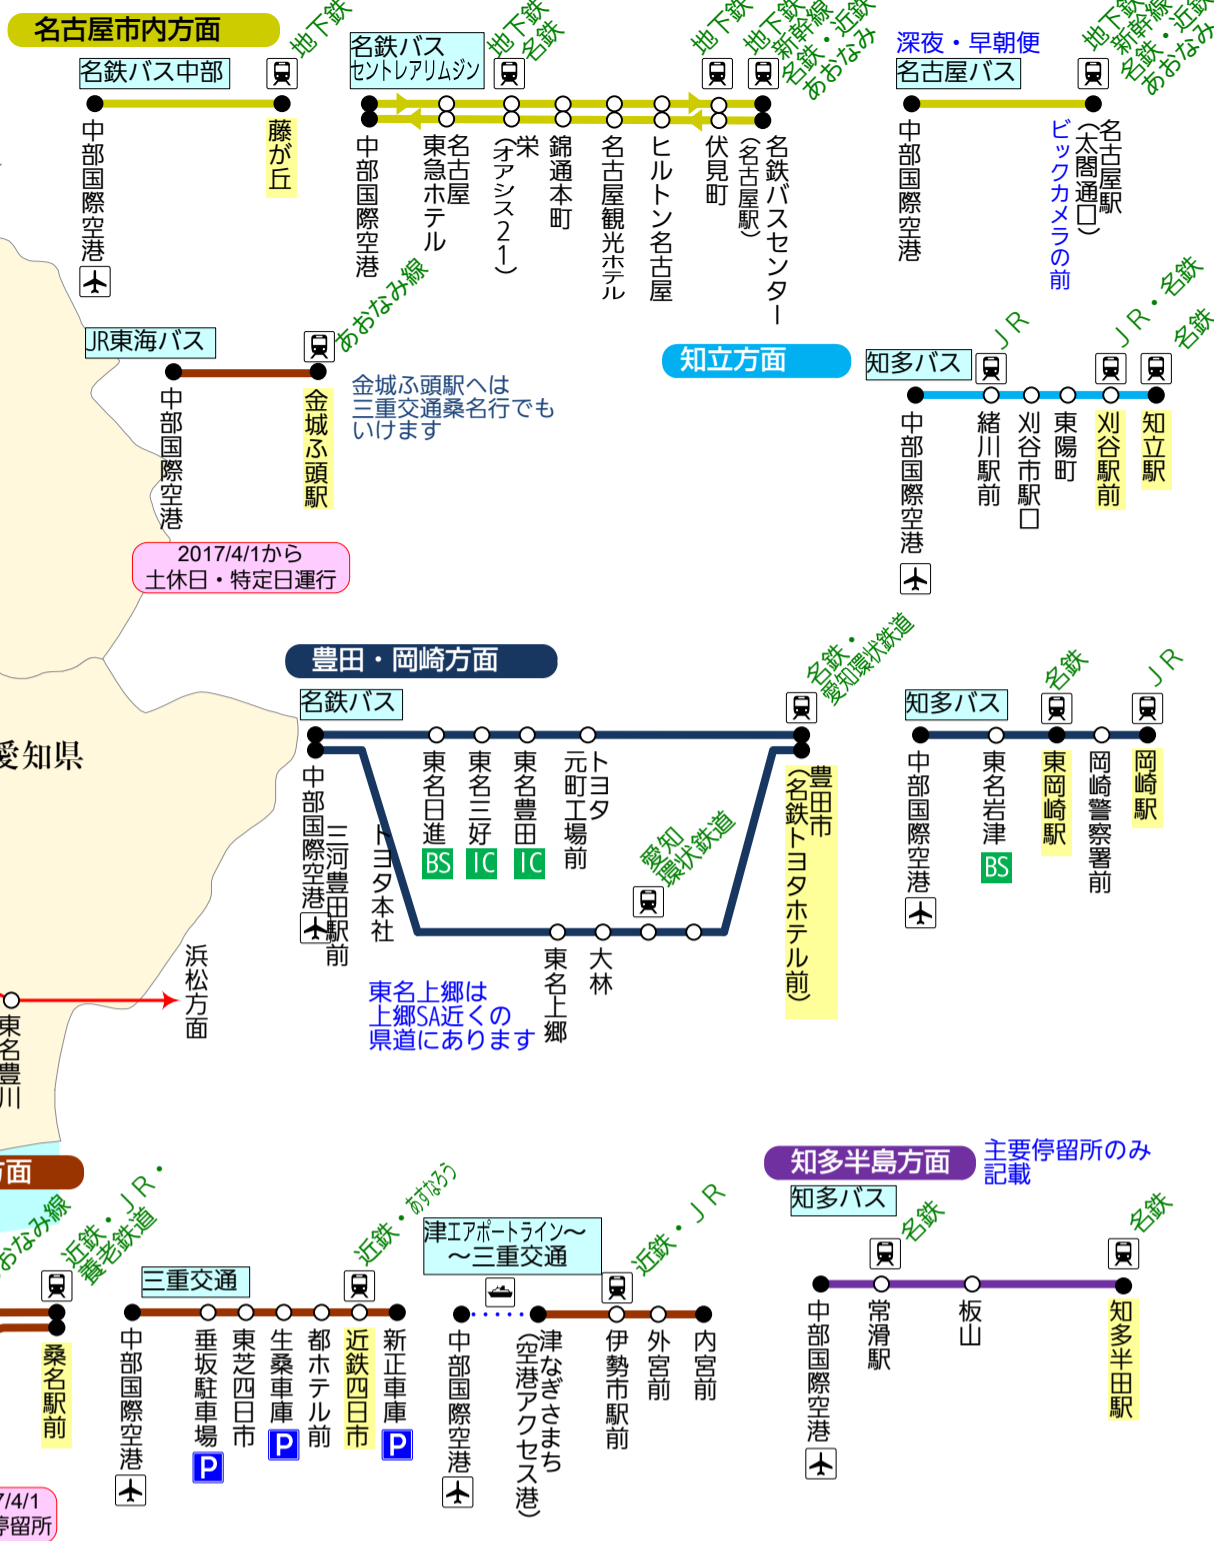 名古屋市内方面
名鉄バス中部
地下鉄
中部国際空港
藤が丘
名鉄バス
セントレアリムジン
地下鉄
名鉄
地下鉄
地下鉄
新幹線
名鉄・近鉄
あおなみ
中部国際空港
名古屋
東急ホテル
栄
(オアシス21)
錦通本町
名古屋観光ホテル
ヒルトン名古屋
伏見町
名鉄バスセンター
(名古屋駅)
深夜・早朝便
名古屋バス
地下鉄
新幹線
名鉄・近鉄
あおなみ
中部国際空港
名古屋駅
(太閤通口)
ビックカメラの前
JR東海バス
あおなみ線
中部国際空港
金城ふ頭駅
金城ふ頭駅へは
三重交通桑名行でも
いけます
2017/4/1から
土休日・特定日運行
知立方面
知多バス
JR
JR・名鉄
名鉄
中部国際空港
緒川駅前
刈谷市駅口
東陽町
刈谷駅前
知立駅
豊田・岡崎方面
名鉄バス
名鉄・
愛知環状鉄道
中部国際空港
東名日進
BS
東名三好
IC
東名豊田
IC
トヨタ
元町工場前
豊田市
(名鉄トヨタホテル前)
三河豊田駅前
トヨタ本社
愛知
環状鉄道
東名上郷
大林
東名上郷は
上郷SA近くの
県道にあります
知多バス
名鉄
JR
中部国際空港
東名岩津
BS
東岡崎駅
岡崎警察署前
岡崎駅
愛知県
浜松方面
東名豊川
方面
おなみ線
近鉄・JR・
養老鉄道
桑名駅前
7/4/1
停留所
三重交通
近鉄・あすなろう
中部国際空港
垂坂駐車場
P
東芝四日市
生桑車庫
P
都ホテル前
近鉄四日市
新正車庫
P
津エアポートライン〜
〜三重交通
近鉄・JR
中部国際空港
津なぎさまち
(空港アクセス港)
伊勢市駅前
外宮前
内宮前
知多半島方面
主要停留所のみ
記載
知多バス
名鉄
名鉄
中部国際空港
常滑駅
板山
知多半田駅